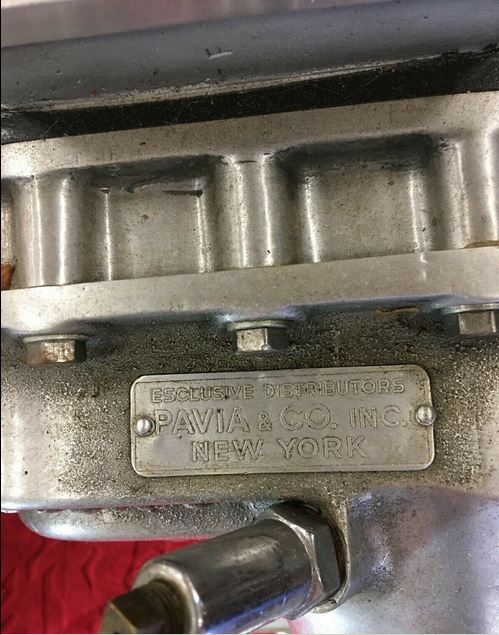 ESCLUSIVE DISTRIBUTORS
PAVIA & CO. INC.
NEW YORK